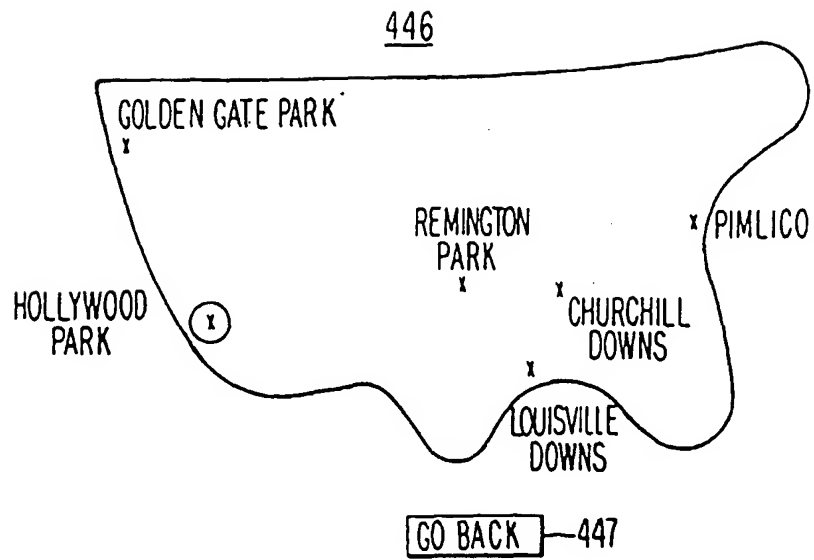 446
GOLDEN GATE PARK
REMINGTON
PARK
PIMLICO
HOLLYWOOD
PARK
CHURCHILL
DOWNS
LOUISVILLE
DOWNS
GO BACK
447